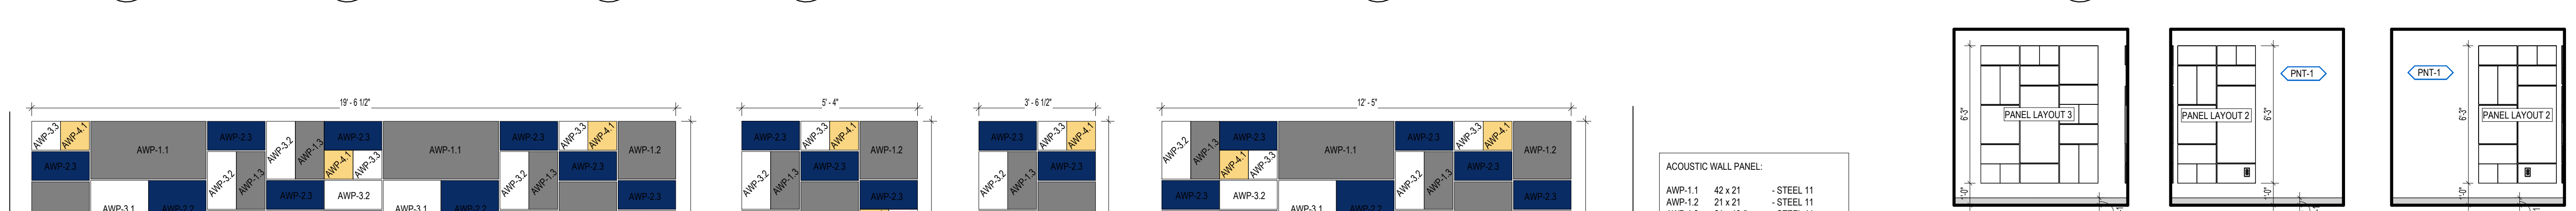 19' - 6 1/2"
AWP-3.3 AWP-4.1 AWP-1.1 AWP-2.3 AWP-3.2 AWP-1.3 AWP-2.3 AWP-1.1 AWP-2.3 AWP-3.3 AWP-4.1 AWP-1.2
AWP-2.3 AWP-3.2 AWP-1.3 AWP-4.1 AWP-3.3 AWP-3.2 AWP-1.3 AWP-2.3
AWP-3.1 AWP-2.2 AWP-2.3 AWP-3.2 AWP-3.1 AWP-2.2 AWP-2.3
5' - 4"
AWP-2.3 AWP-3.3 AWP-4.1 AWP-1.2
AWP-3.2 AWP-1.3 AWP-2.3
AWP-2.3
3' - 6 1/2"
AWP-2.3 AWP-3.3 AWP-4.1
AWP-3.2 AWP-1.3 AWP-2.3
12' - 5"
AWP-3.2 AWP-1.3 AWP-2.3 AWP-1.1 AWP-2.3 AWP-3.3 AWP-4.1 AWP-1.2
AWP-4.1 AWP-3.3 AWP-3.2 AWP-1.3 AWP-2.3
AWP-2.3 AWP-3.2 AWP-3.1 AWP-2.2 AWP-2.3
ACOUSTIC WALL PANEL:
AWP-1.1 42 x 21 - STEEL 11
AWP-1.2 21 x 21 - STEEL 11
6'-3"
PANEL LAYOUT 3
1'-0"
PANEL LAYOUT 2
6'-3"
PNT-1
1'-0"
PNT-1
6'-3"
PANEL LAYOUT 2
1'-0"